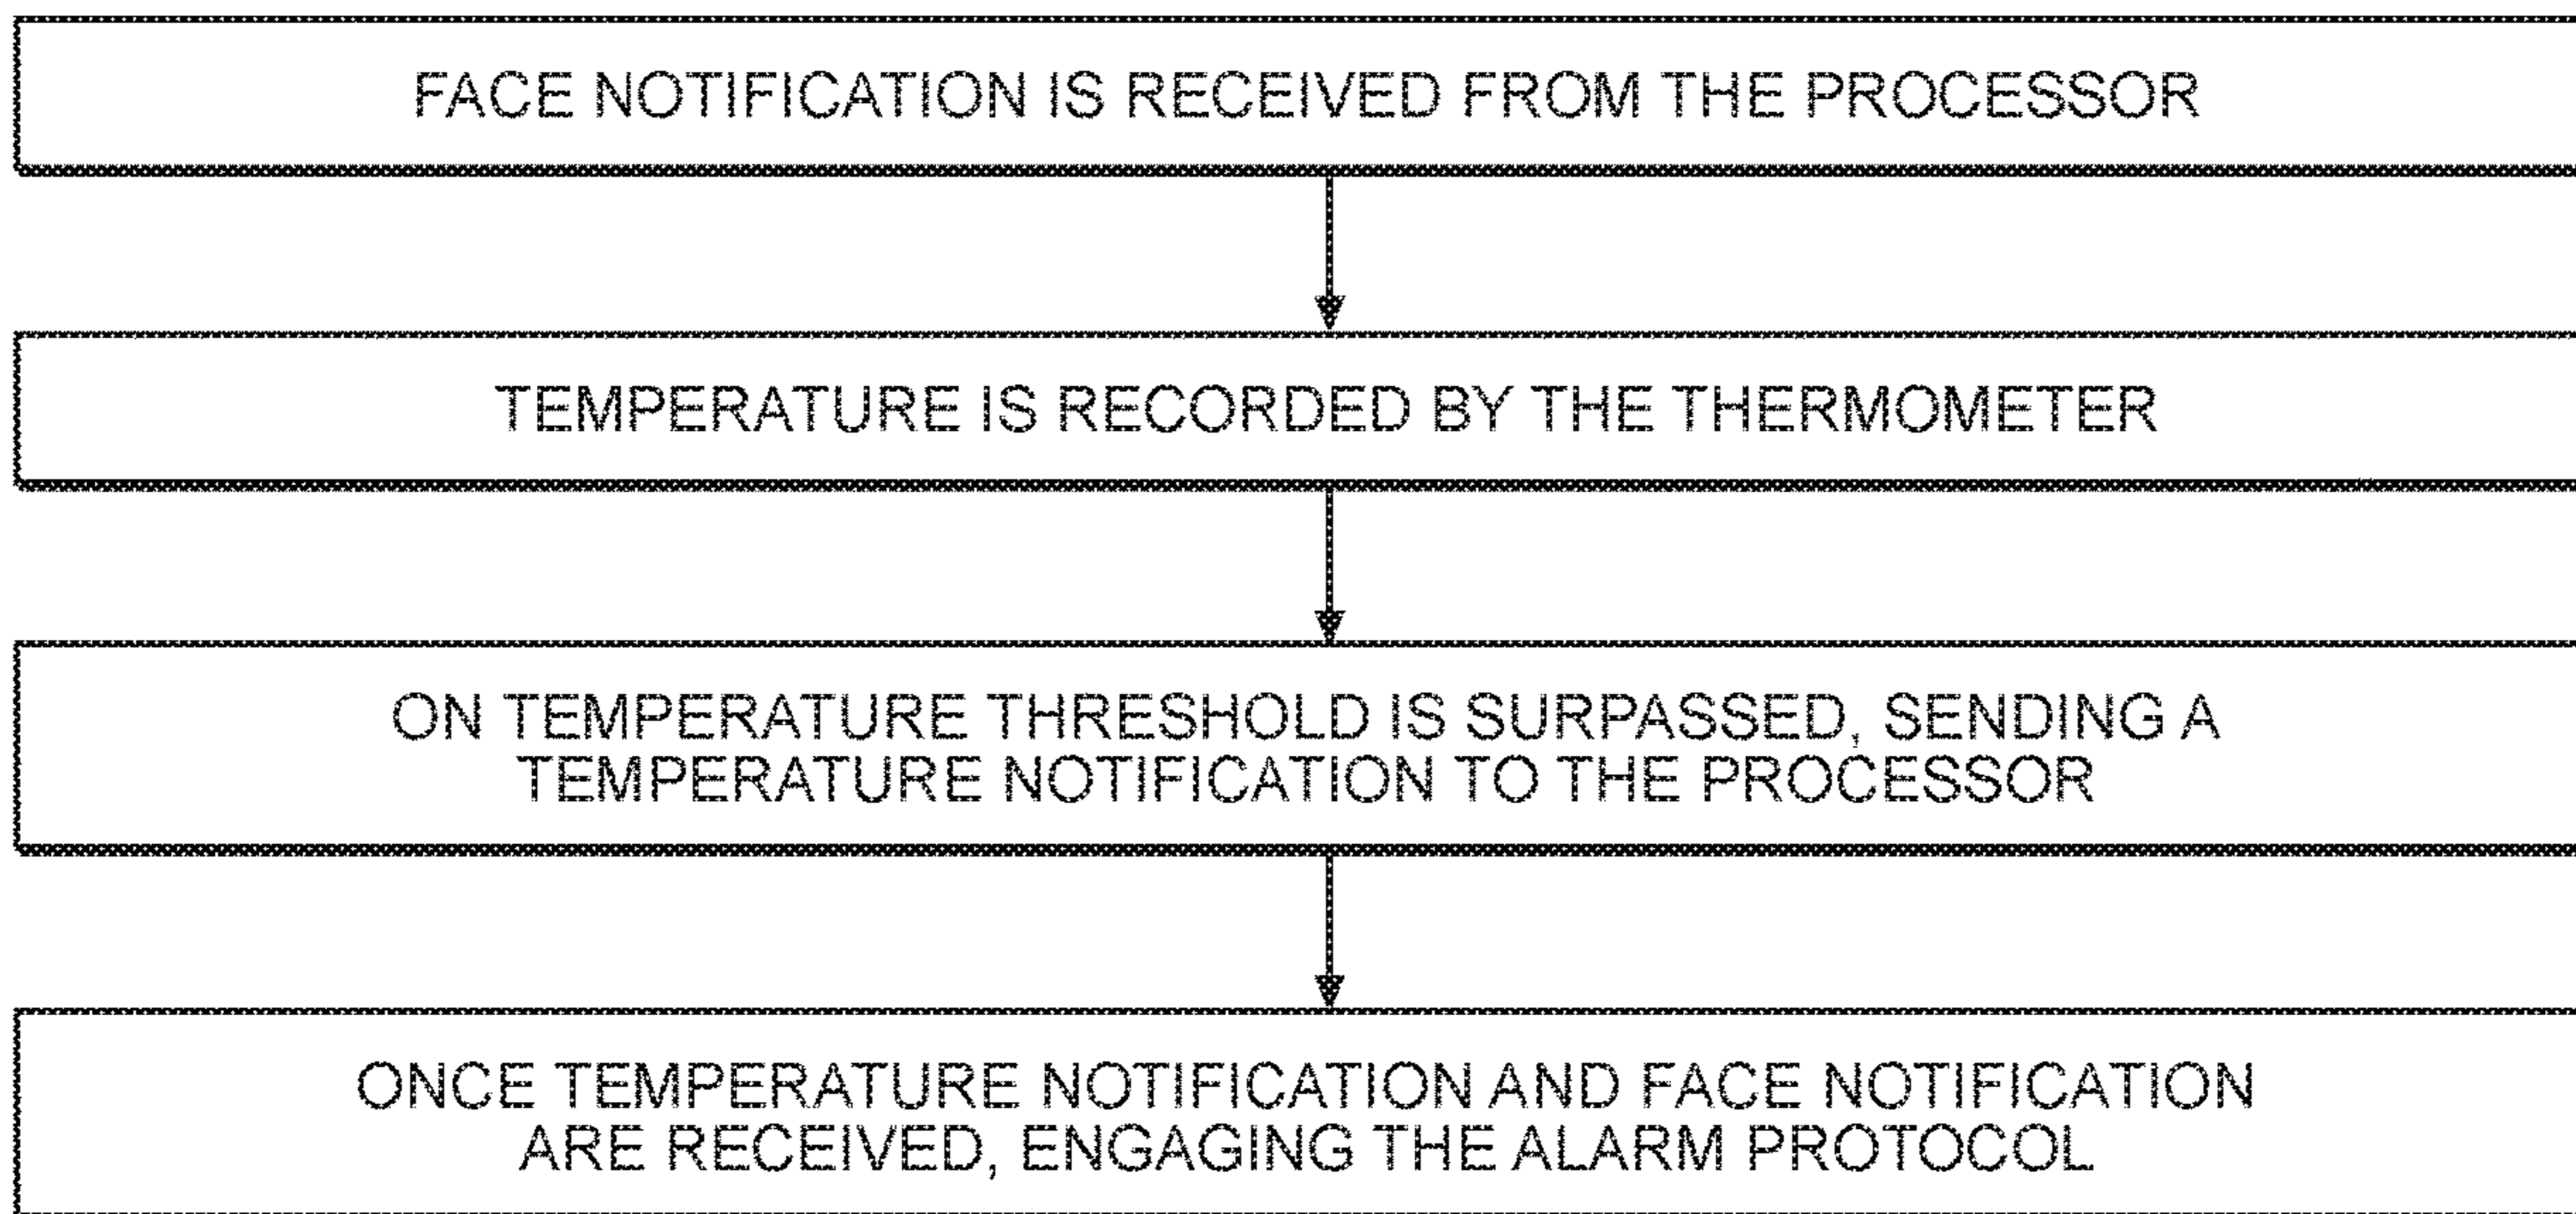 FACE NOTIFICATION IS RECEIVED FROM THE PROCESSOR
TEMPERATURE IS RECORDED BY THE THERMOMETER
ON TEMPERATURE THRESHOLD IS SURPASSED, SENDING A
TEMPERATURE NOTIFICATION TO THE PROCESSOR
ONCE TEMPERATURE NOTIFICATION AND FACE NOTIFICATION
ARE RECEIVED, ENGAGING THE ALARM PROTOCOL